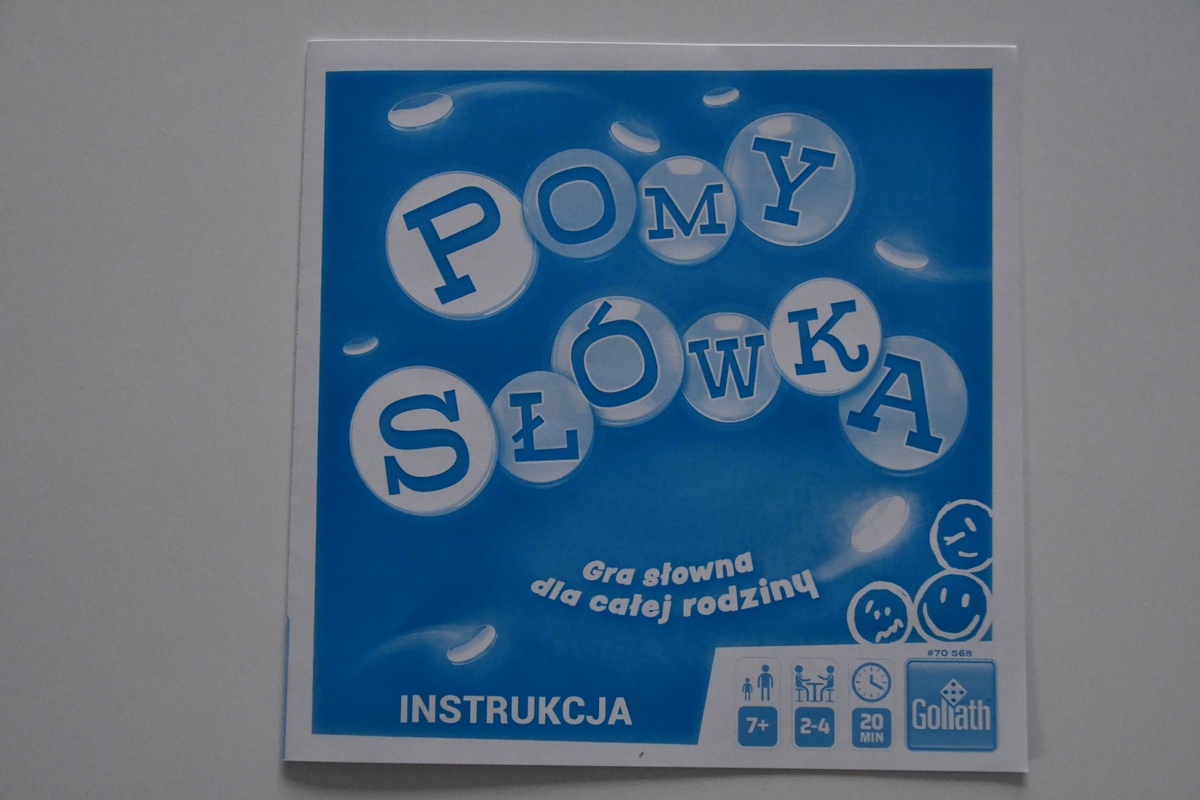 POMY
SŁÓWKA
Gra słowna
dla całej rodziny
#70 568
INSTRUKCJA
7+
2-4
20
MIN
Goliath